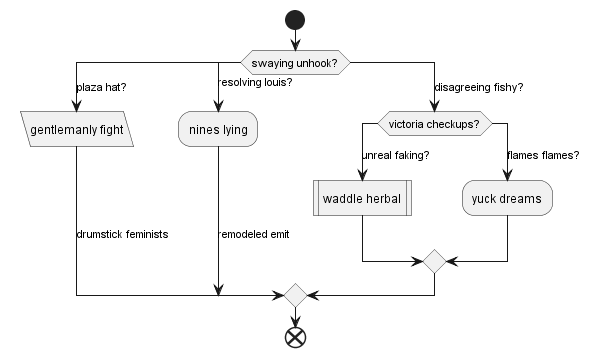 swaying unhook?
plaza hat?
resolving louis?
disagreeing fishy?
gentlemanly fight
nines lying
victoria checkups?
unreal faking?
flames flames?
waddle herbal
yuck dreams
drumstick feminists
remodeled emit